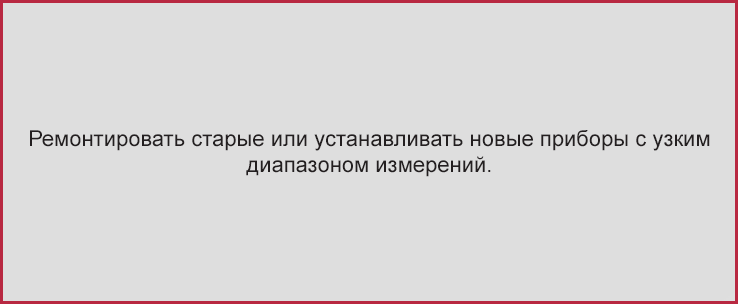 Ремонтировать старые или устанавливать новые приборы с узким
диапазоном измерений.